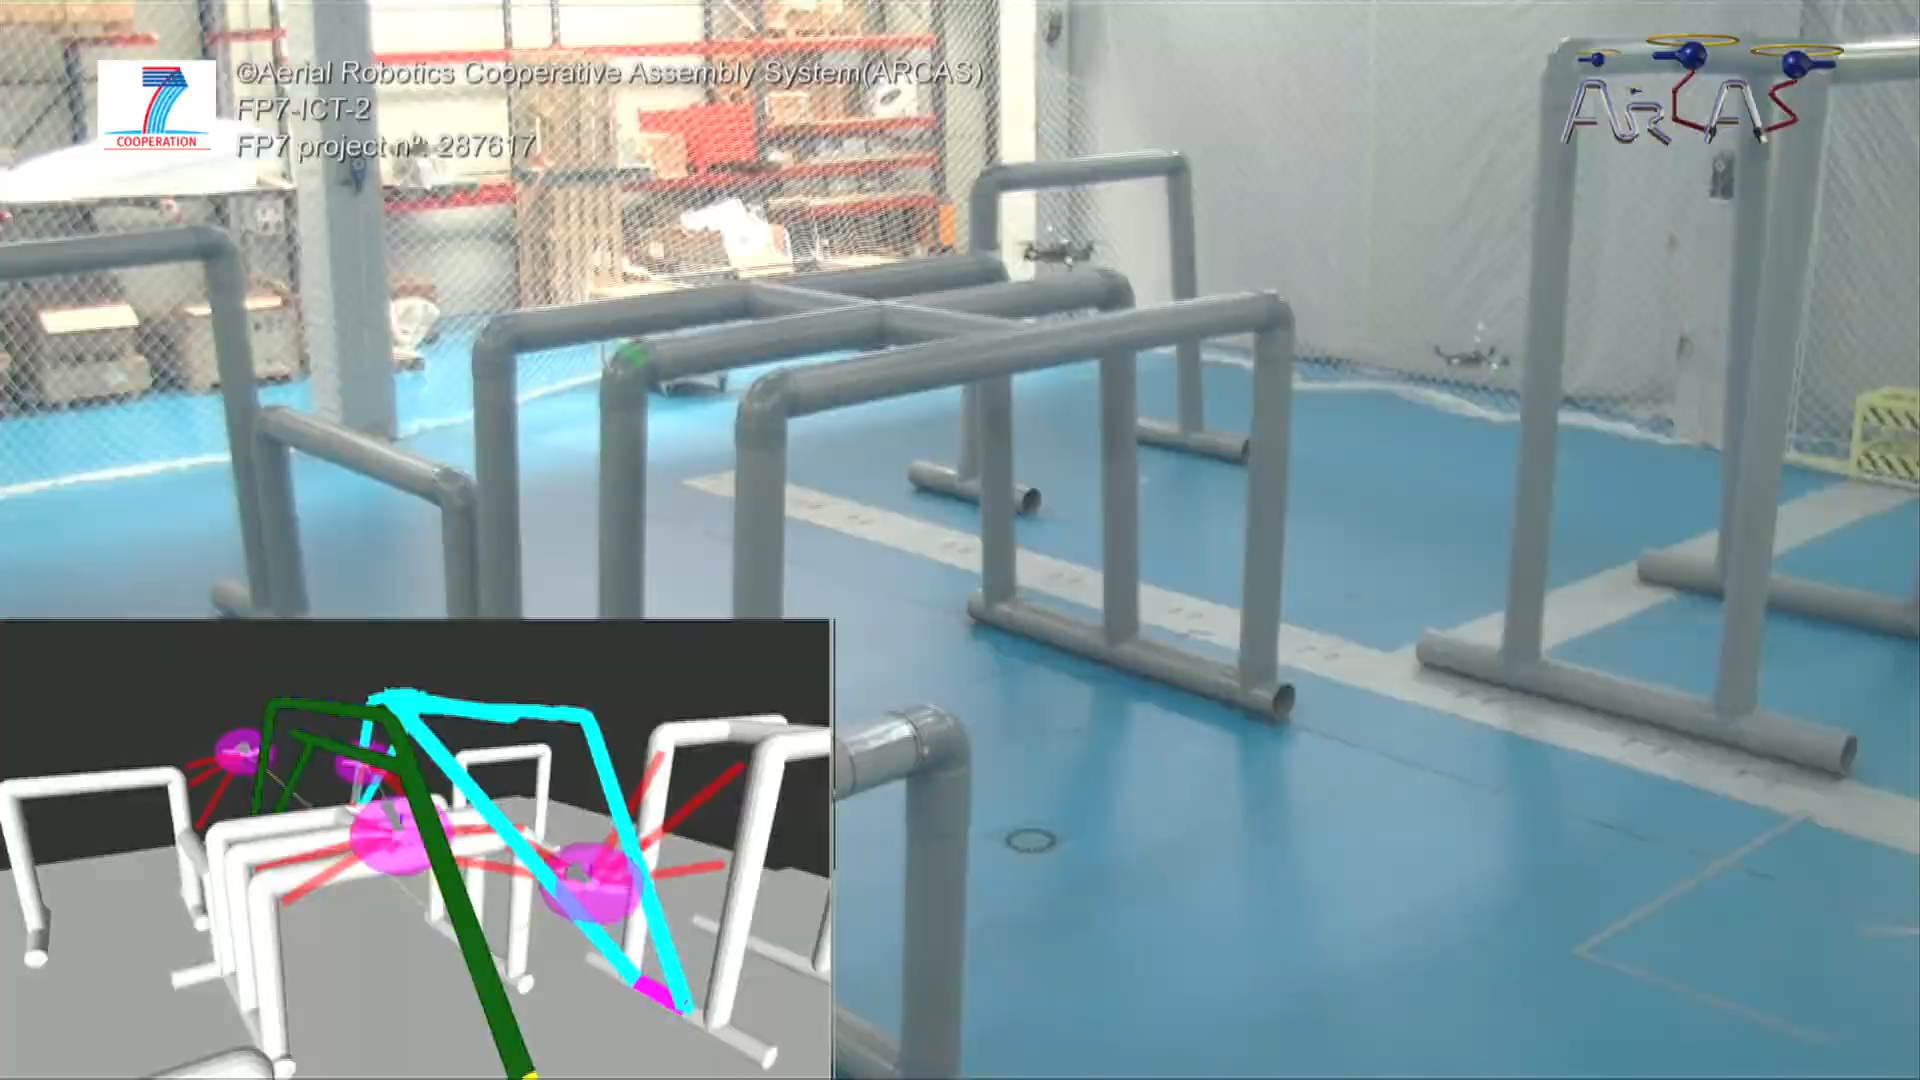 ©Aerial Robotics Cooperative Assembly System(ARCAS)
FP7-ICT-2
FP7 project nº: 287617
7
COOPERATION
ARCAS